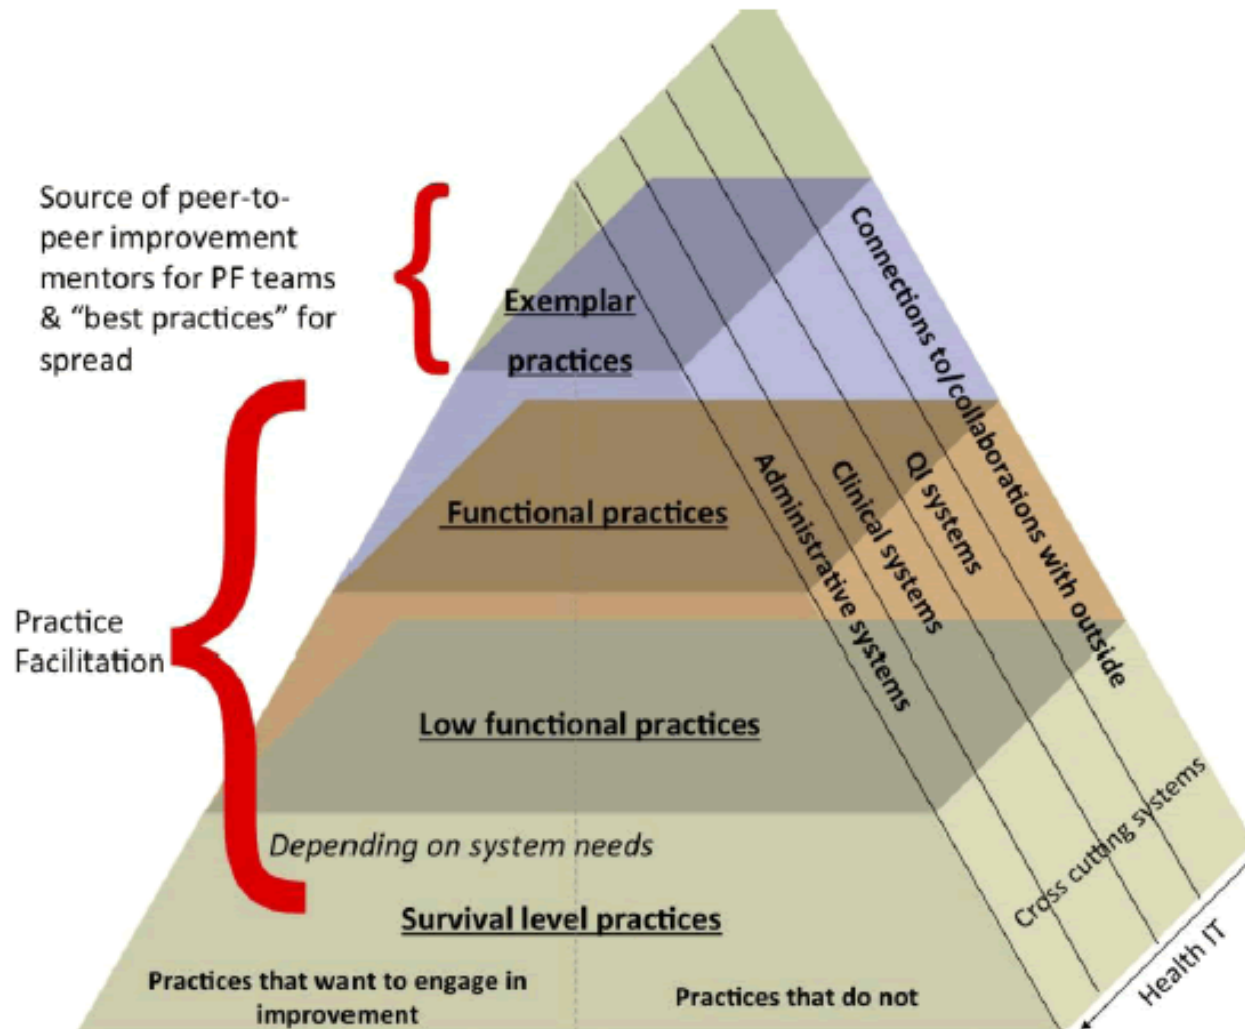 Source of peer-to-
peer improvement
mentors for PF teams
& “best practices” for
spread
Exemplar
practices
Functional practices
Practice
Facilitation
Low functional practices
Depending on system needs
Survival level practices
Practices that want to engage in
improvement
Practices that do not
Administrative systems
Clinical systems
QI systems
Connections to/collaborations with outside
Cross cutting systems
Health IT